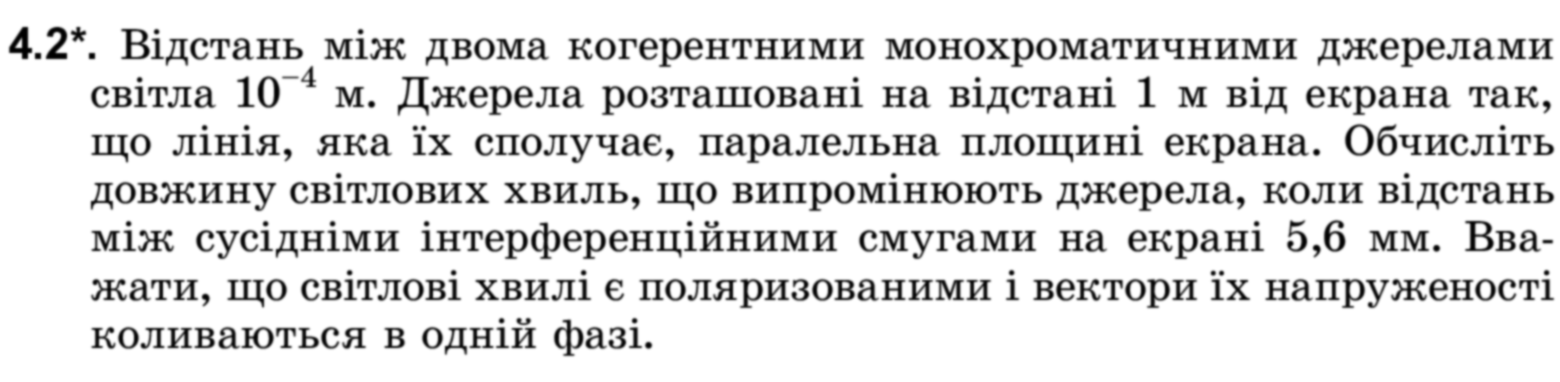 4.2*. Відстань між двома когерентними монохроматичними джерелами
світла 10⁻⁴ м. Джерела розташовані на відстані 1 м від екрана так,
що лінія, яка їх сполучає, паралельна площині екрана. Обчисліть
довжину світлових хвиль, що випромінюють джерела, коли відстань
між сусідніми інтерференційними смугами на екрані 5,6 мм. Вва-
жати, що світлові хвилі є поляризованими і вектори їх напруженості
коливаються в одній фазі.